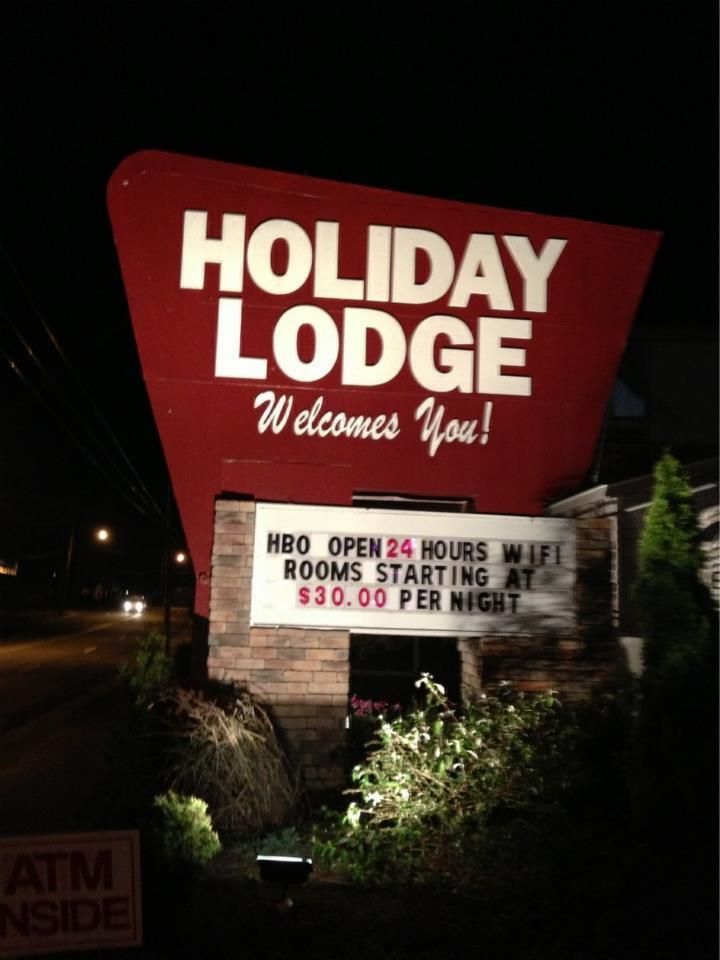 HOLIDAY
LODGE
Welcomes You!
HBO OPEN 24 HOURS WIFI
ROOMS STARTING AT
$30.00 PER NIGHT
ATM
NSIDE